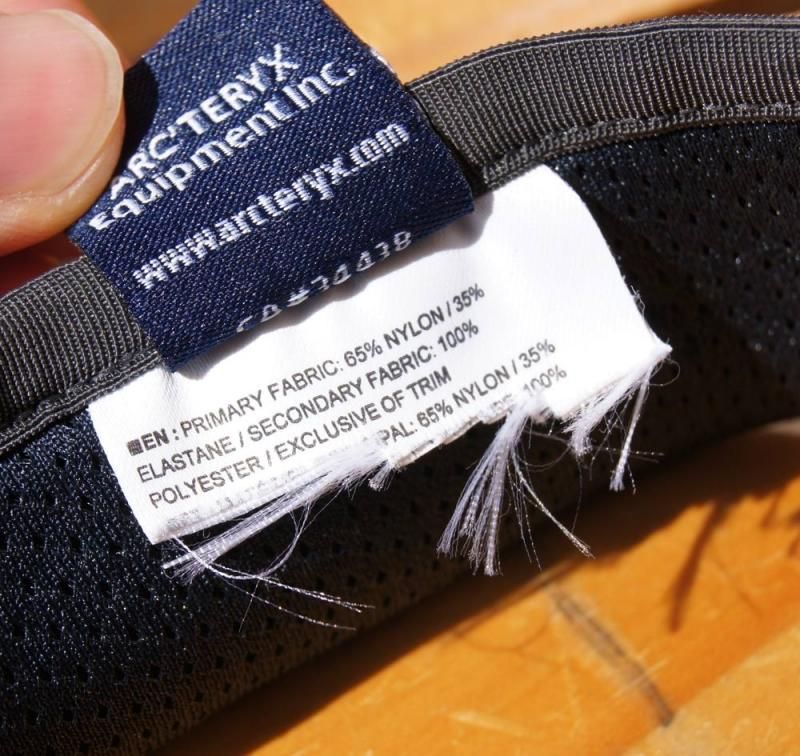 ARC'TERYX
Equipment Inc.
www.arcteryx.com
CA#34438
EN : PRIMARY FABRIC: 65% NYLON / 35%
ELASTANE / SECONDARY FABRIC: 100%
POLYESTER / EXCLUSIVE OF TRIM
PAL: 65% NYLON / 35%
100%